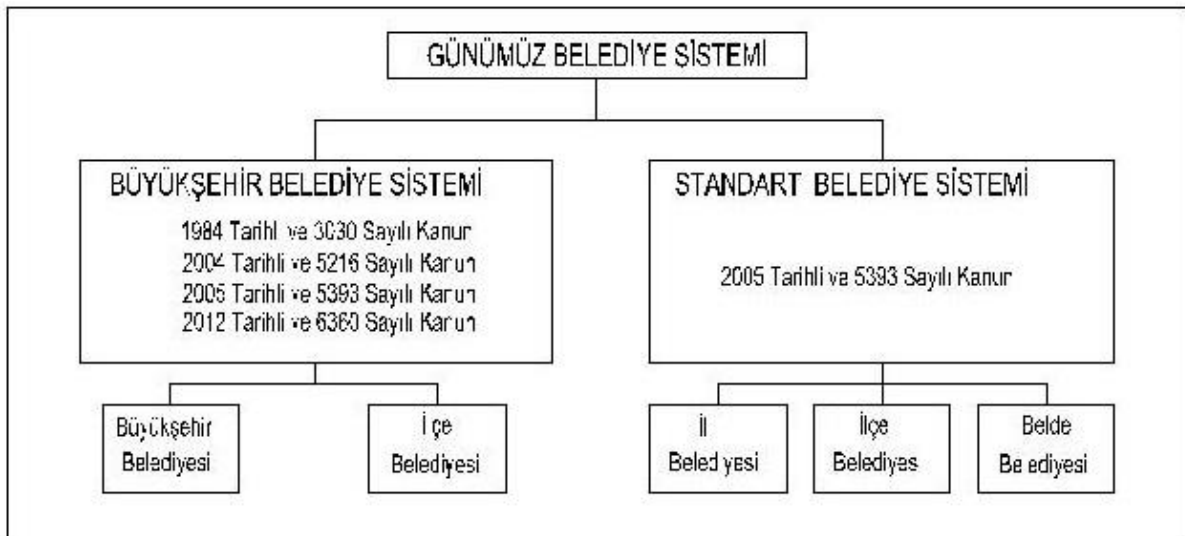 GÜNÜMÜZ BELEDİYE SİSTEMİ
BÜYÜKŞEHİR BELEDİYE SİSTEMİ
1984 Tarihli ve 3030 Sayılı Kanun
2004 Tarihli ve 5216 Sayılı Kanun
2005 Tarihli ve 5393 Sayılı Kanun
2012 Tarihli ve 6360 Sayılı Kanun
STANDART BELEDİYE SİSTEMİ
2005 Tarihli ve 5393 Sayılı Kanun
Büyükşehir
Belediyesi
İlçe
Belediyesi
İl
Belediyesi
İlçe
Belediyesi
Belde
Belediyesi